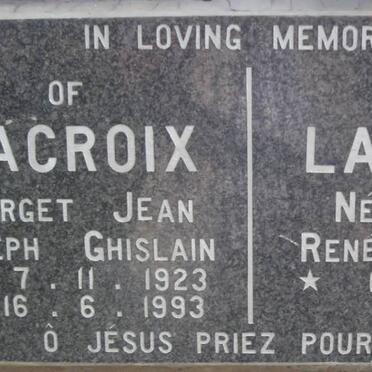 IN LOVING MEMOR
OF
ACROIX
RGET JEAN
EPH GHISLAIN
7 . 11 . 1923
16 . 6 . 1993
LA
NÉ
RENÉ
★
Ô JÉSUS PRIEZ POUR